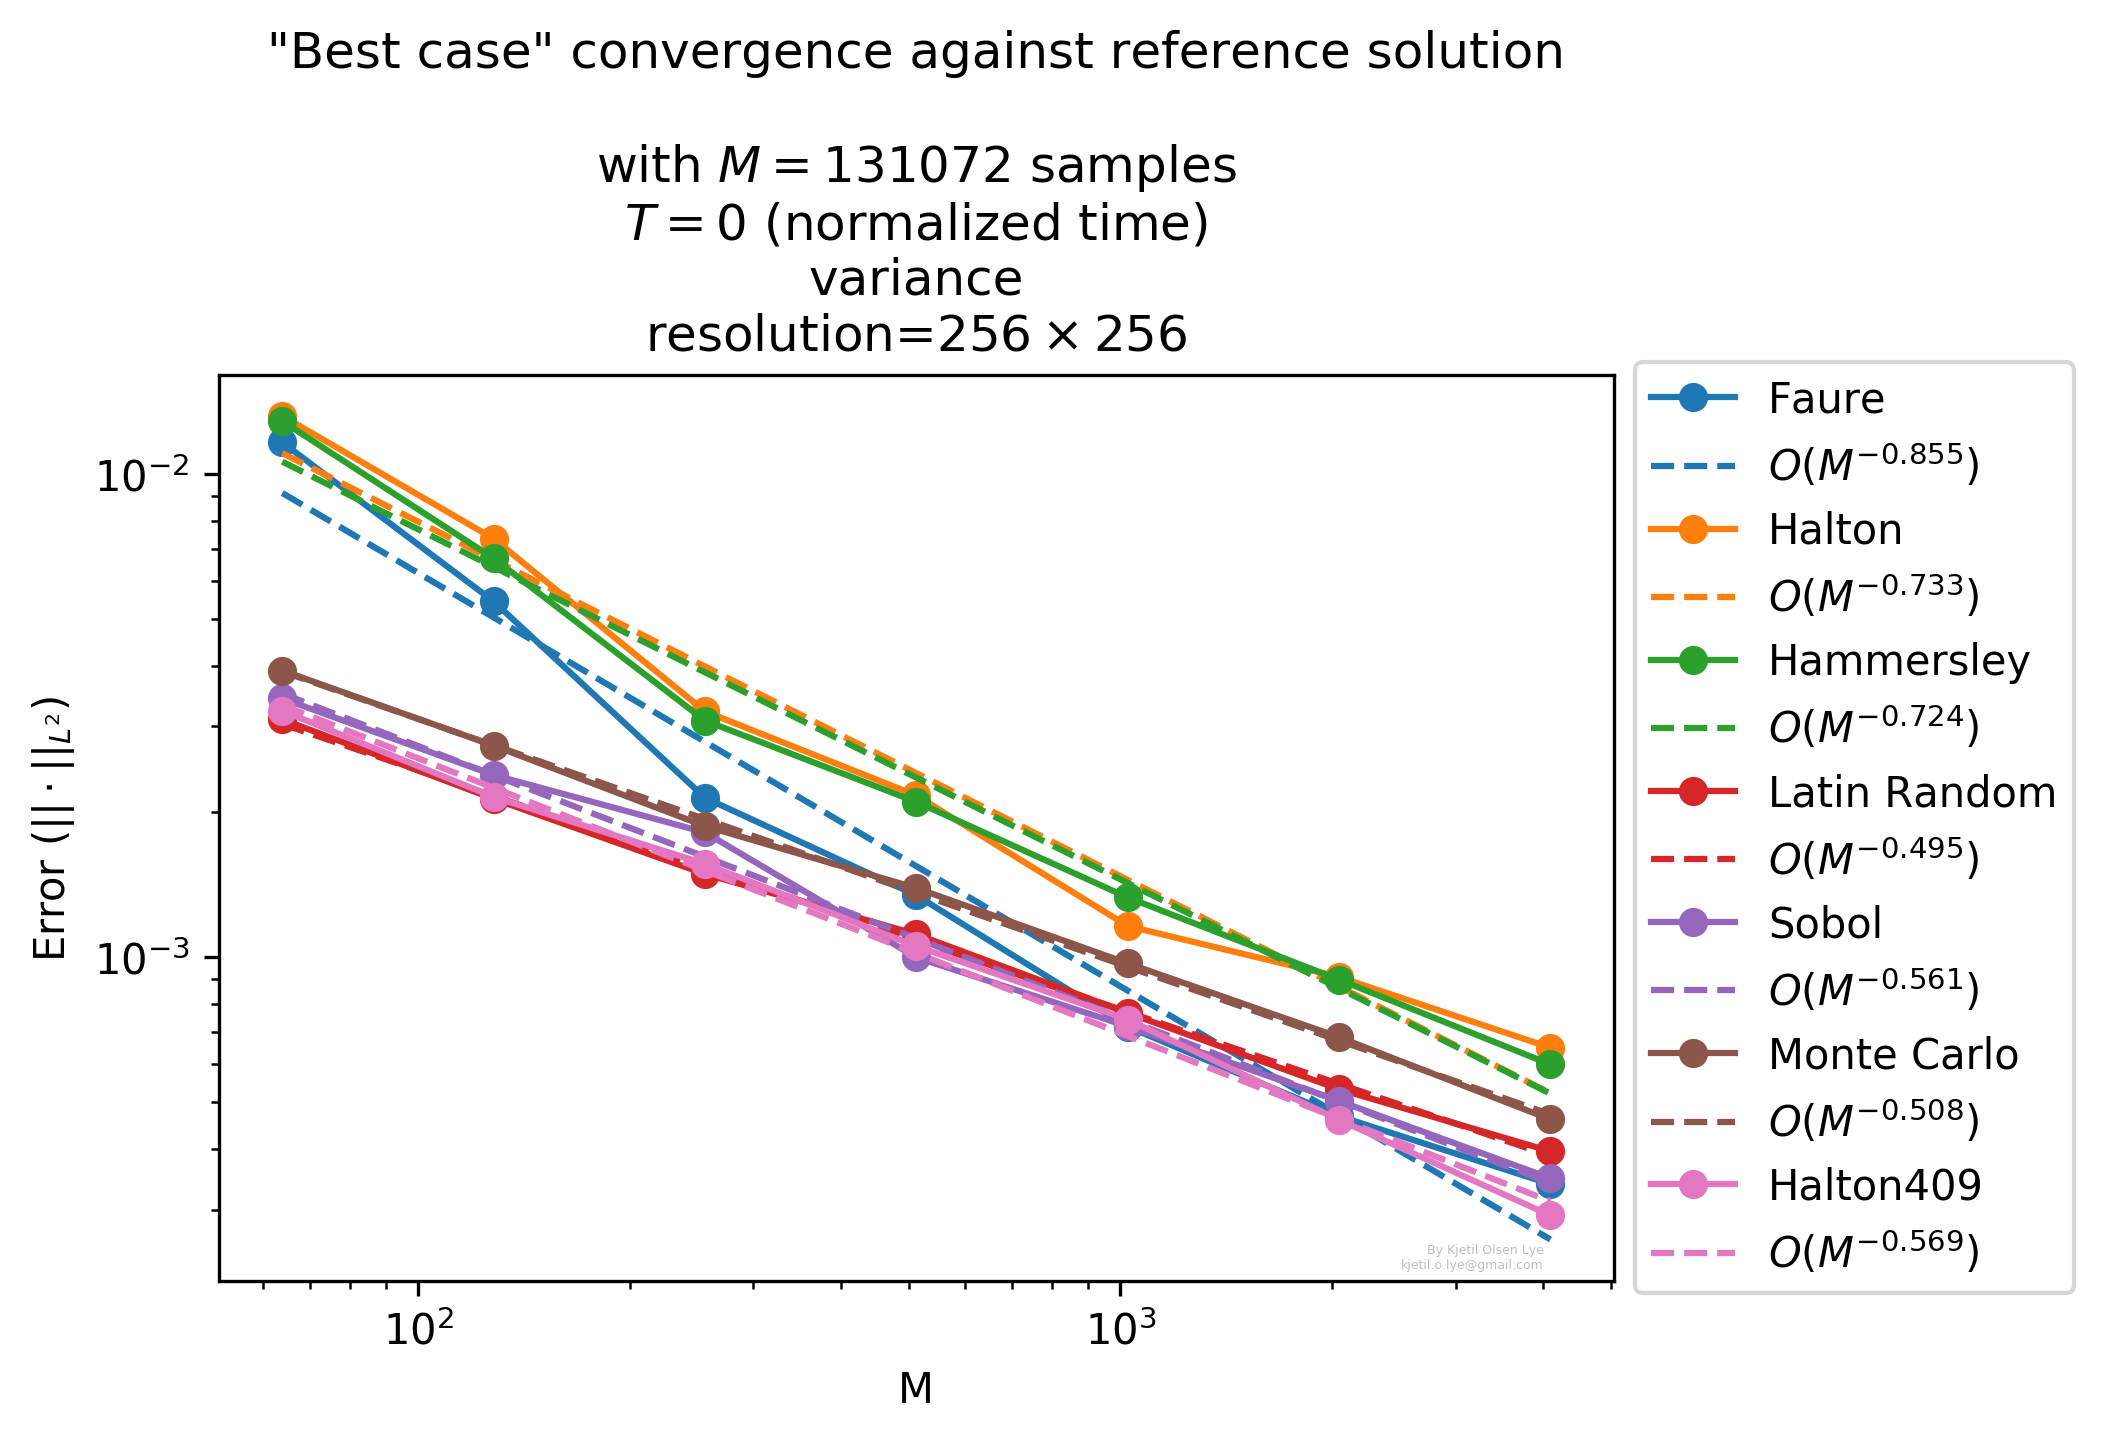 "Best case" convergence against reference solution
with M = 131072 samples
T = 0 (normalized time)
variance
resolution=256 × 256
Error (|| · ||_{L^2})
10^{-2}
10^{-3}
10^2
10^3
M
Faure
O(M^{-0.855})
Halton
O(M^{-0.733})
Hammersley
O(M^{-0.724})
Latin Random
O(M^{-0.495})
Sobol
O(M^{-0.561})
Monte Carlo
O(M^{-0.508})
Halton409
O(M^{-0.569})
By Kjetil Olsen Lye
kjetil.o.lye@gmail.com